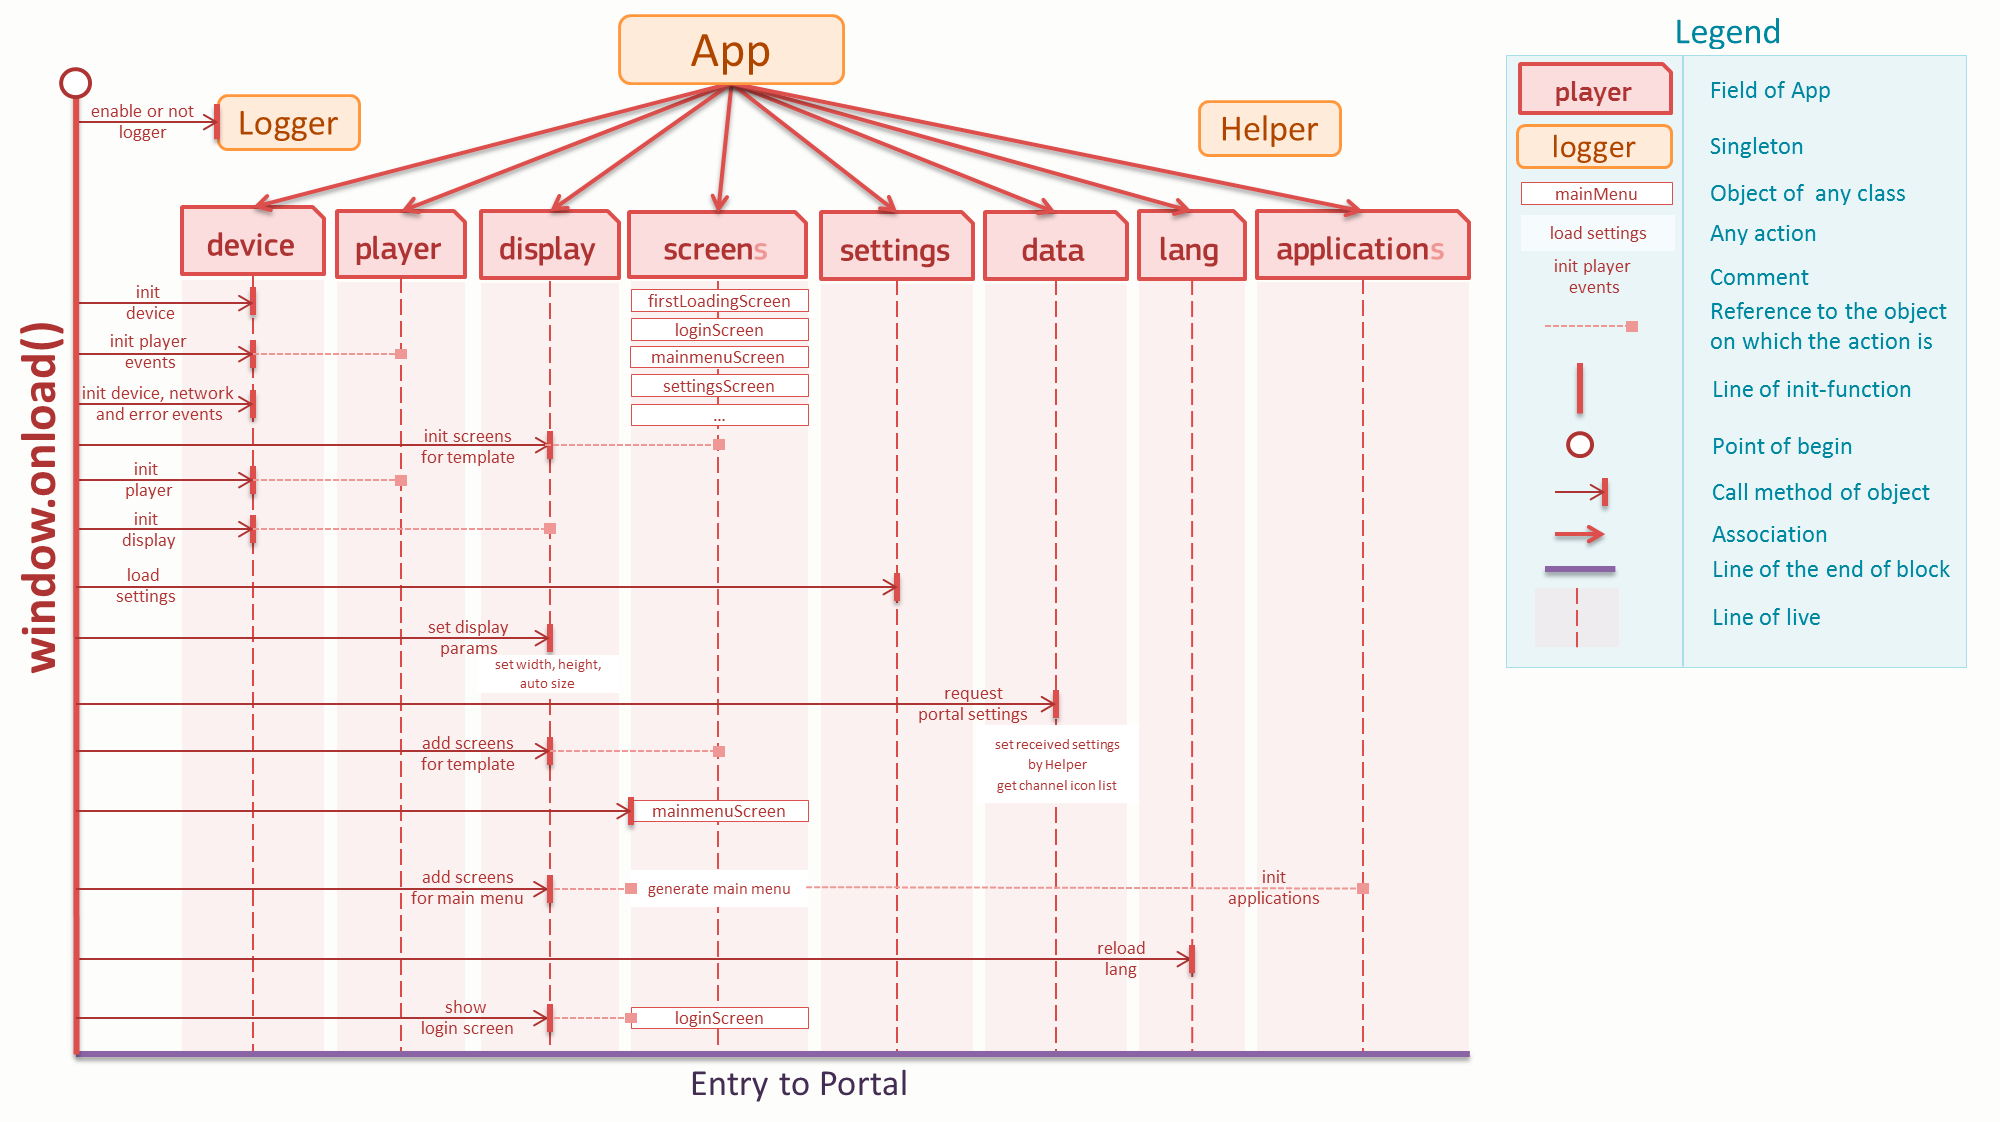 App
Legend
Logger
Helper
enable or not
logger
device
player
display
screens
settings
data
lang
applications
window.onload()
firstLoadingScreen
loginScreen
mainmenuScreen
settingsScreen
...
init
device
init player
events
init device, network
and error events
init screens
for template
init
player
init
display
load
settings
set display
params
set width, height,
auto size
request
portal settings
set received settings
by Helper
get channel icon list
add screens
for template
mainmenuScreen
add screens
for main menu
generate main menu
init
applications
reload
lang
show
login screen
loginScreen
Entry to Portal
player
Field of App
logger
Singleton
mainMenu
Object of any class
load settings
Any action
init player
events
Comment
Reference to the object
on which the action is
Line of init-function
Point of begin
Call method of object
Association
Line of the end of block
Line of live